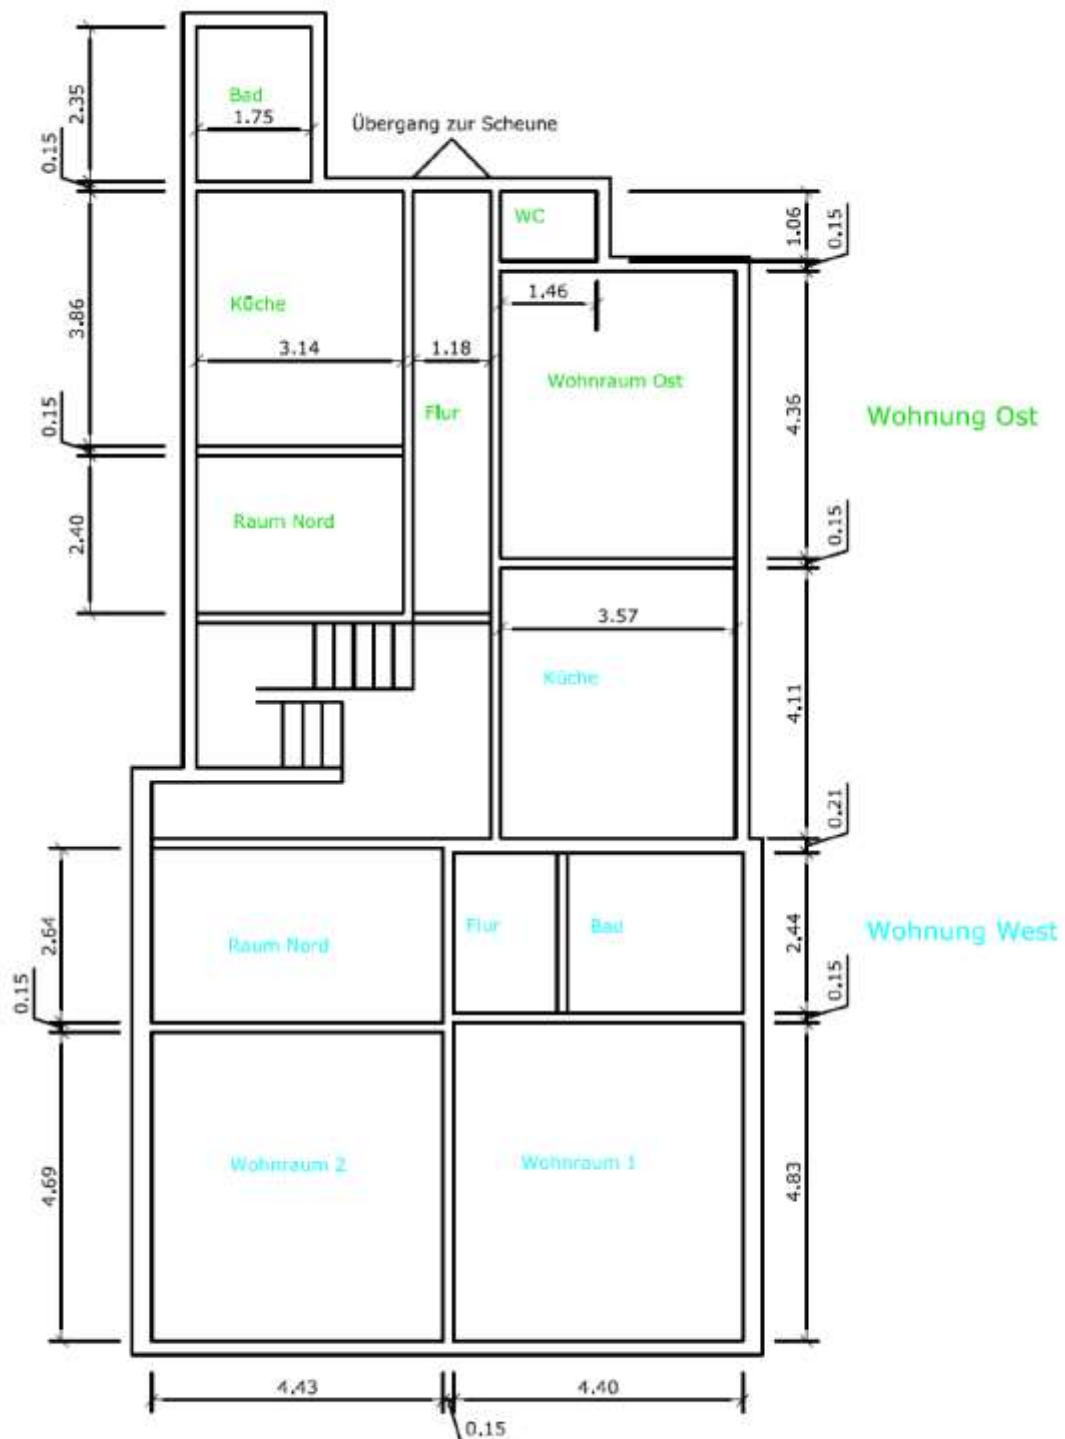 2.35
Bad
1.75
Übergang zur Scheune
0.15
WC
1.06
0.15
3.86
Küche
1.46
3.14
1.18
Wohnraum Ost
Flur
4.36
Wohnung Ost
0.15
2.40
Raum Nord
0.15
3.57
Küche
4.11
0.21
2.64
Raum Nord
Flur
Bad
2.44
Wohnung West
0.15
0.15
4.69
Wohnraum 2
Wohnraum 1
4.83
4.43
4.40
0.15